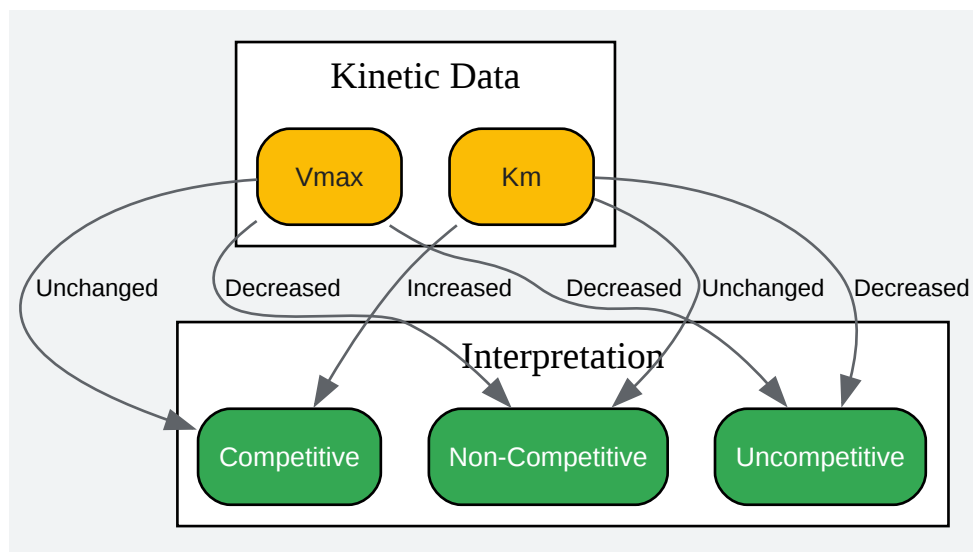 Kinetic Data
Vmax
Km
Unchanged
Decreased
Increased
Decreased
Unchanged
Decreased
Interpretation
Competitive
Non-Competitive
Uncompetitive